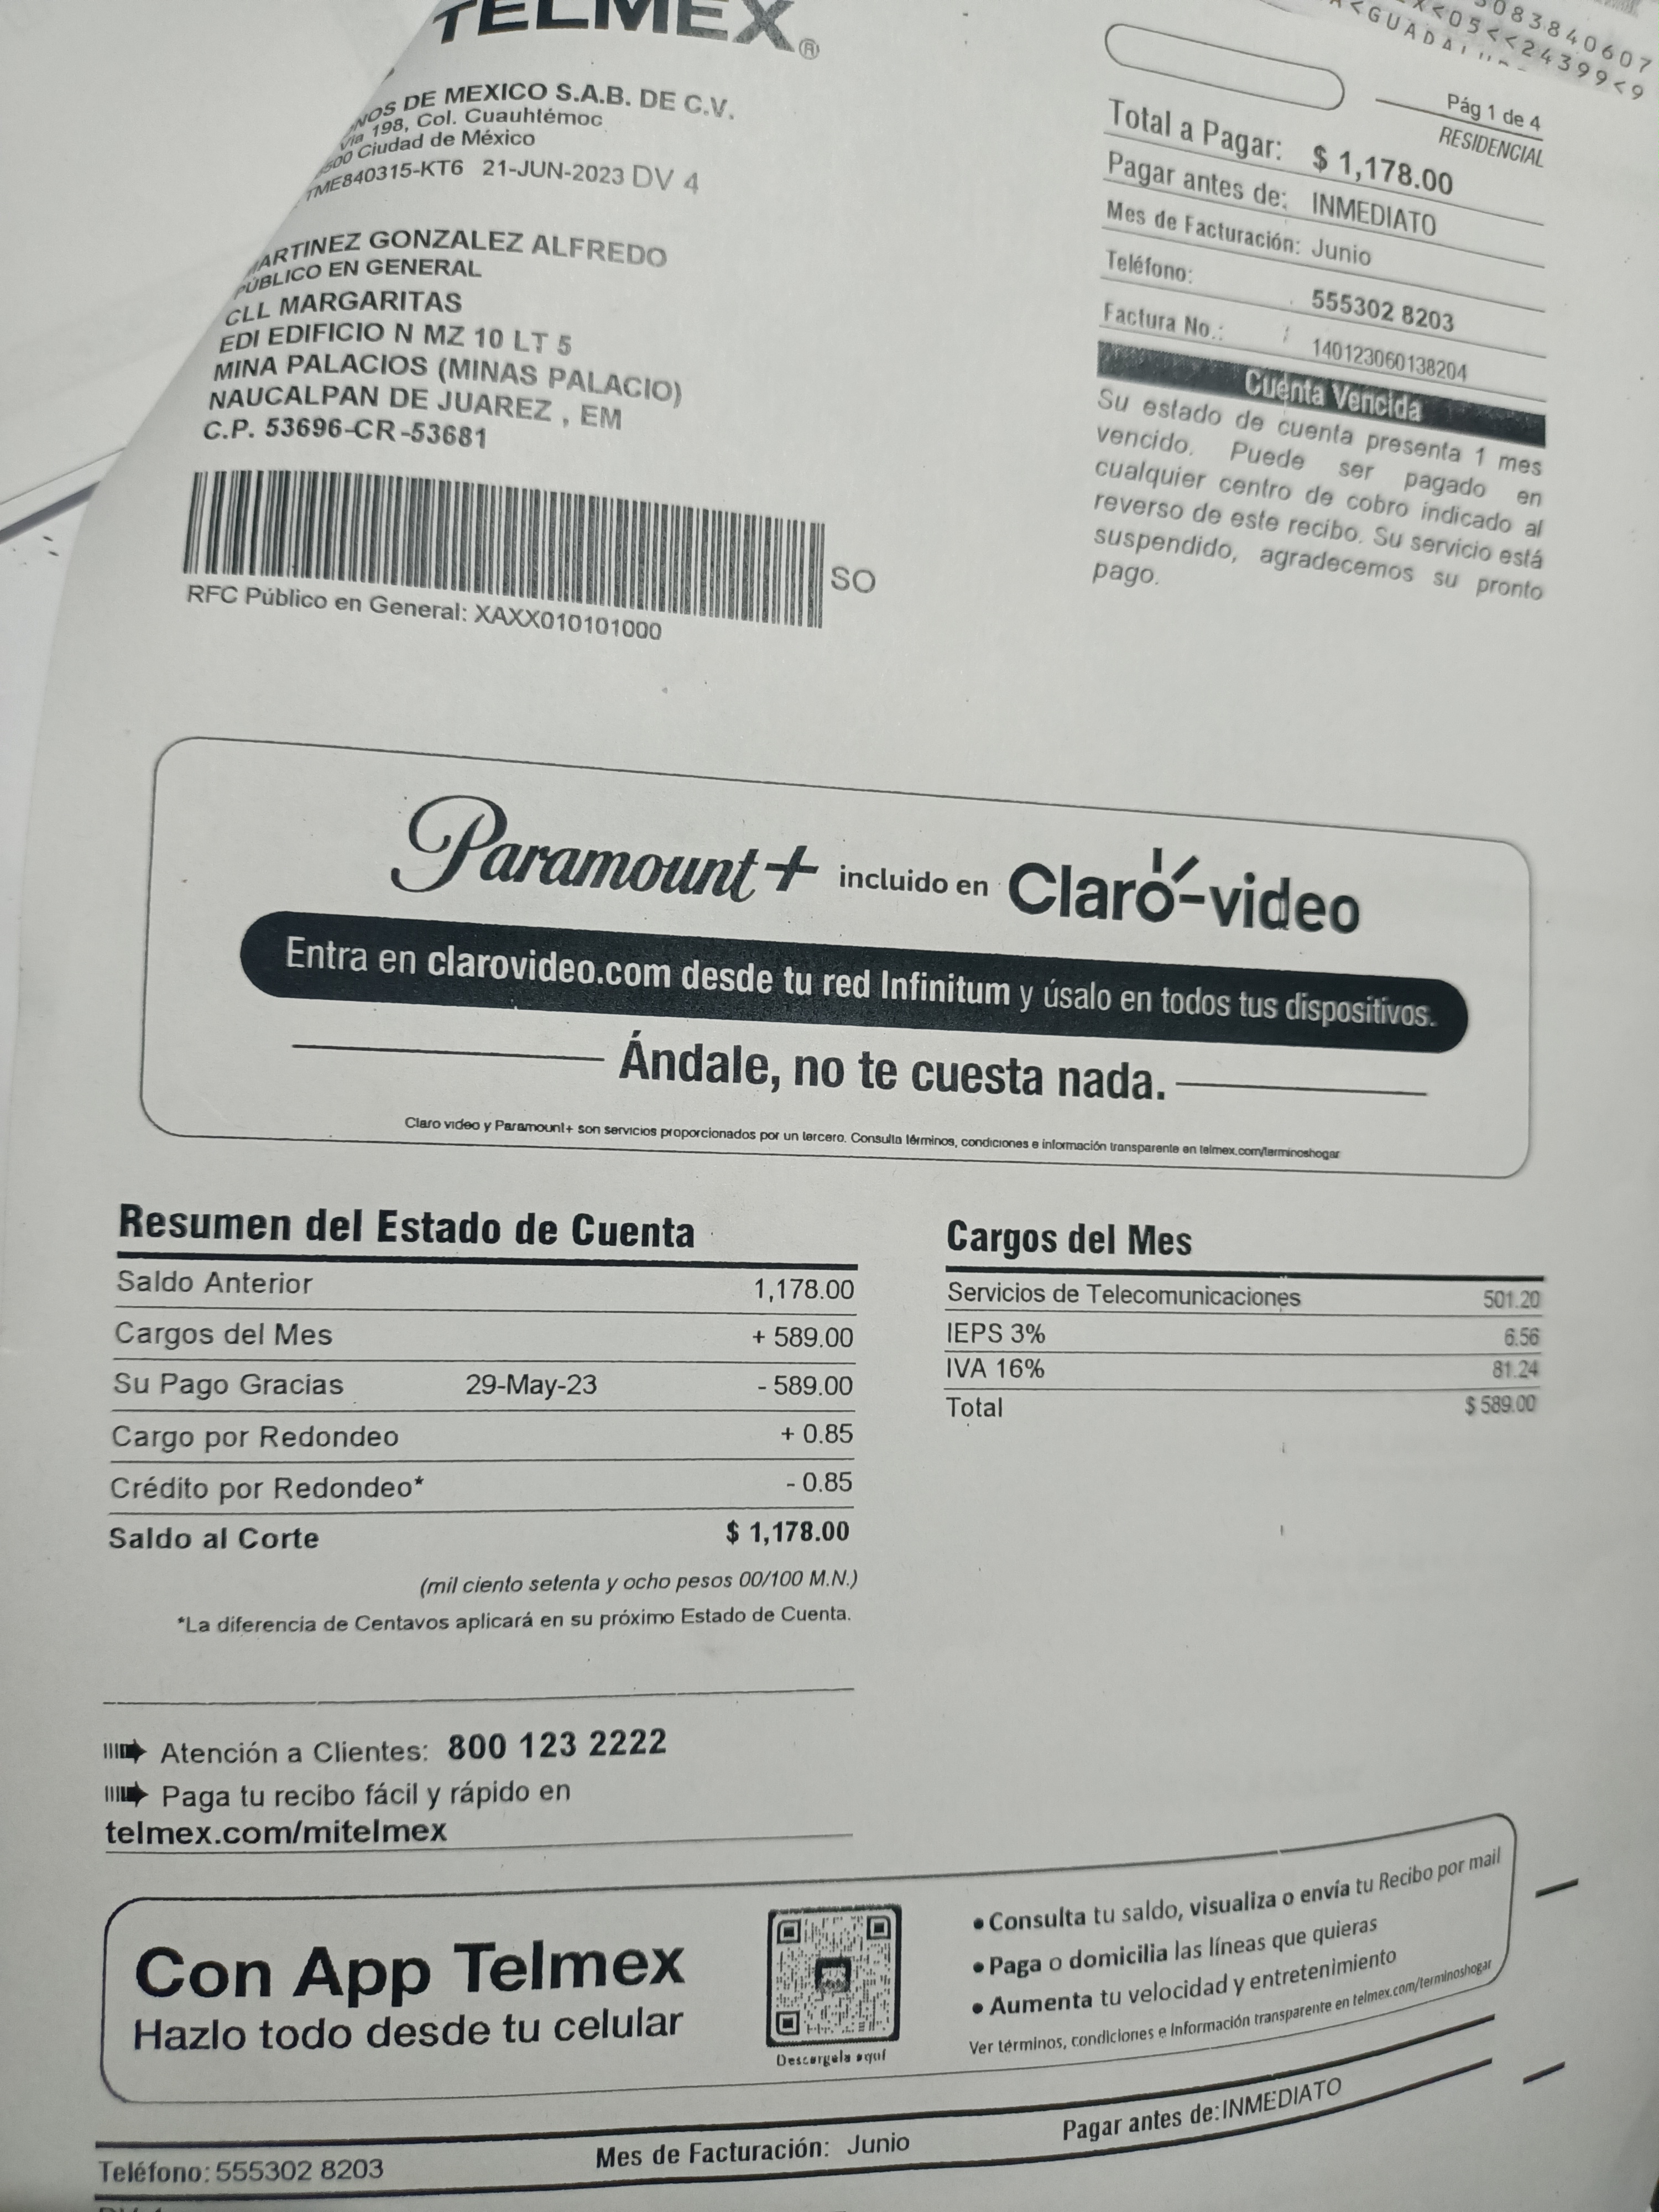 TELMEX®
NOS DE MEXICO S.A.B. DE C.V.
Vía 198, Col. Cuauhtémoc
500 Ciudad de México
TME840315-KT6 21-JUN-2023 DV 4
ARTINEZ GONZALEZ ALFREDO
PÚBLICO EN GENERAL
CLL MARGARITAS
EDI EDIFICIO N MZ 10 LT 5
MINA PALACIOS (MINAS PALACIO)
NAUCALPAN DE JUAREZ , EM
C.P. 53696-CR-53681
SO
RFC Público en General: XAXX010101000
083840607
<05<<24399<9
Pág 1 de 4
RESIDENCIAL
Total a Pagar: $ 1,178.00
Pagar antes de: INMEDIATO
Mes de Facturación: Junio
Teléfono: 555302 8203
Factura No.: 140123060138204
Cuenta Vencida
Su estado de cuenta presenta 1 mes
vencido. Puede ser pagado en
cualquier centro de cobro indicado al
reverso de este recibo. Su servicio está
suspendido, agradecemos su pronto
pago.
Paramount+ incluido en Claro-video
Entra en clarovideo.com desde tu red Infinitum y úsalo en todos tus dispositivos.
Ándale, no te cuesta nada.
Claro video y Paramount+ son servicios proporcionados por un tercero. Consulta términos, condiciones e información transparente en telmex.com/terminoshogar
Resumen del Estado de Cuenta
Saldo Anterior 1,178.00
Cargos del Mes + 589.00
Su Pago Gracias 29-May-23 - 589.00
Cargo por Redondeo + 0.85
Crédito por Redondeo* - 0.85
Saldo al Corte $ 1,178.00
(mil ciento setenta y ocho pesos 00/100 M.N.)
*La diferencia de Centavos aplicará en su próximo Estado de Cuenta.
Cargos del Mes
Servicios de Telecomunicaciones 501.20
IEPS 3% 6.56
IVA 16% 81.24
Total $ 589.00
Atención a Clientes: 800 123 2222
Paga tu recibo fácil y rápido en
telmex.com/mitelmex
Con App Telmex
Hazlo todo desde tu celular
Descargela aquí
• Consulta tu saldo, visualiza o envía tu Recibo por mail
• Paga o domicilia las líneas que quieras
• Aumenta tu velocidad y entretenimiento
Ver términos, condiciones e Información transparente en telmex.com/terminoshogar
Teléfono: 555302 8203 Mes de Facturación: Junio Pagar antes de: INMEDIATO